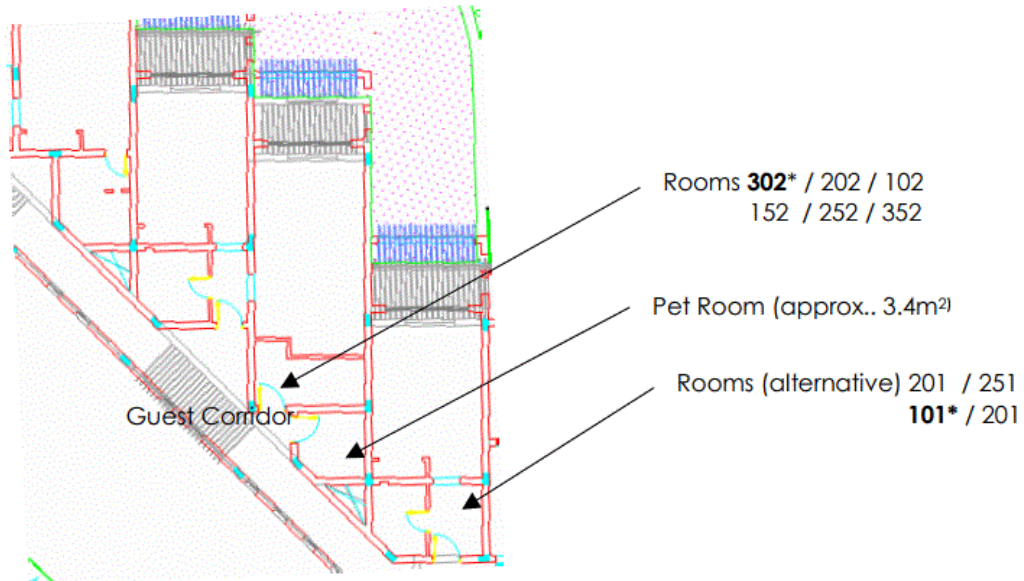 Rooms 302* / 202 / 102
152 / 252 / 352
Pet Room (approx.. 3.4m²⁾
Rooms (alternative) 201 / 251
101* / 201
Guest Corridor